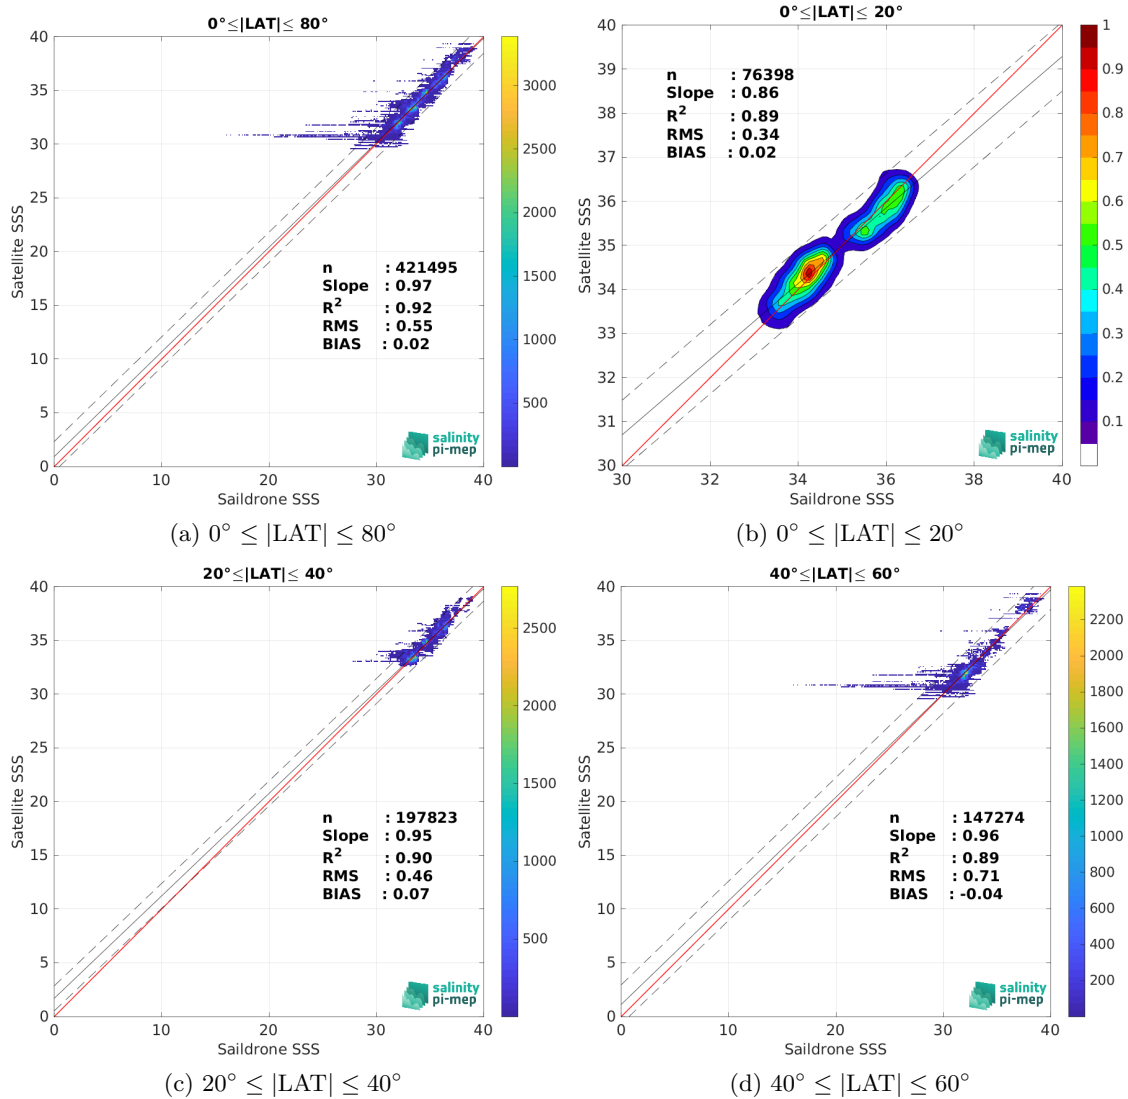 0°≤|LAT|≤ 80°
40
35
30
25
20
15
10
5
0
0
10
20
30
40
Satellite SSS
Saildrone SSS
n : 421495
Slope : 0.97
R² : 0.92
RMS : 0.55
BIAS : 0.02
salinity
pi-mep
3000
2500
2000
1500
1000
500
(a) 0° ≤ |LAT| ≤ 80°
0°≤|LAT|≤ 20°
40
39
38
37
36
35
34
33
32
31
30
30
32
34
36
38
40
Satellite SSS
Saildrone SSS
n : 76398
Slope : 0.86
R² : 0.89
RMS : 0.34
BIAS : 0.02
salinity
pi-mep
1
0.9
0.8
0.7
0.6
0.5
0.4
0.3
0.2
0.1
(b) 0° ≤ |LAT| ≤ 20°
20°≤|LAT|≤ 40°
40
35
30
25
20
15
10
5
0
0
10
20
30
40
Satellite SSS
Saildrone SSS
n : 197823
Slope : 0.95
R² : 0.90
RMS : 0.46
BIAS : 0.07
salinity
pi-mep
2500
2000
1500
1000
500
(c) 20° ≤ |LAT| ≤ 40°
40°≤|LAT|≤ 60°
40
35
30
25
20
15
10
5
0
0
10
20
30
40
Satellite SSS
Saildrone SSS
n : 147274
Slope : 0.96
R² : 0.89
RMS : 0.71
BIAS : -0.04
salinity
pi-mep
2200
2000
1800
1600
1400
1200
1000
800
600
400
200
(d) 40° ≤ |LAT| ≤ 60°